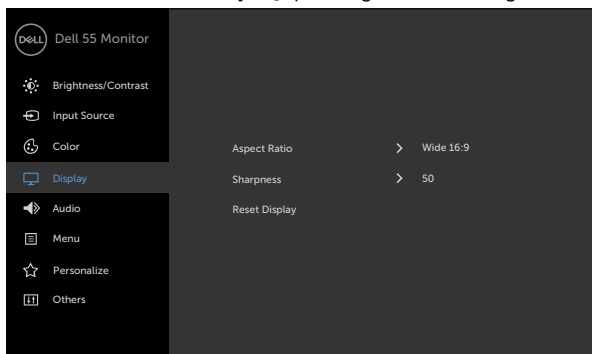 DELL Dell 55 Monitor
Brightness/Contrast
Input Source
Color
Display
Audio
Menu
Personalize
Others
Aspect Ratio Wide 16:9
Sharpness 50
Reset Display